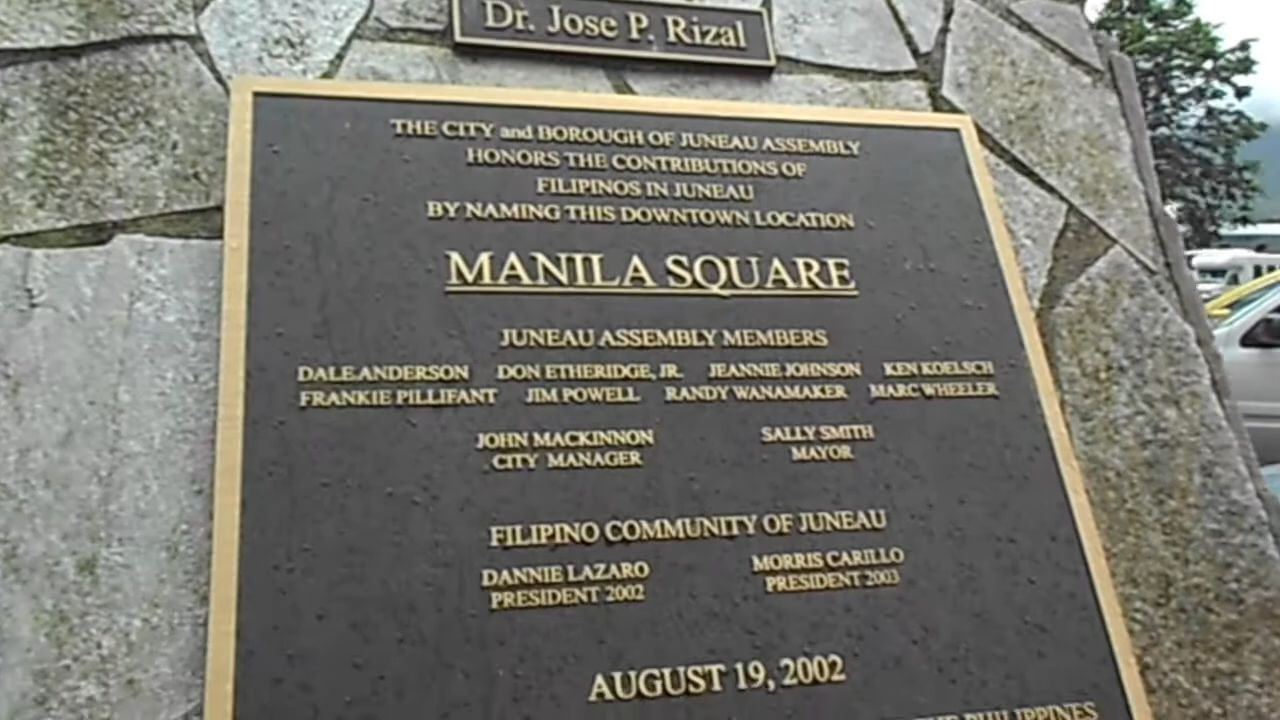 Dr. Jose P. Rizal
THE CITY and BOROUGH OF JUNEAU ASSEMBLY
HONORS THE CONTRIBUTIONS OF
FILIPINOS IN JUNEAU
BY NAMING THIS DOWNTOWN LOCATION
MANILA SQUARE
JUNEAU ASSEMBLY MEMBERS
DALE ANDERSON DON ETHERIDGE, JR. JEANNIE JOHNSON KEN KOELSCH
FRANKIE PILLIFANT JIM POWELL RANDY WANAMAKER MARC WHEELER
JOHN MACKINNON SALLY SMITH
CITY MANAGER MAYOR
FILIPINO COMMUNITY OF JUNEAU
DANNIE LAZARO MORRIS CARILLO
PRESIDENT 2002 PRESIDENT 2003
AUGUST 19, 2002
THE PHILIPPINES